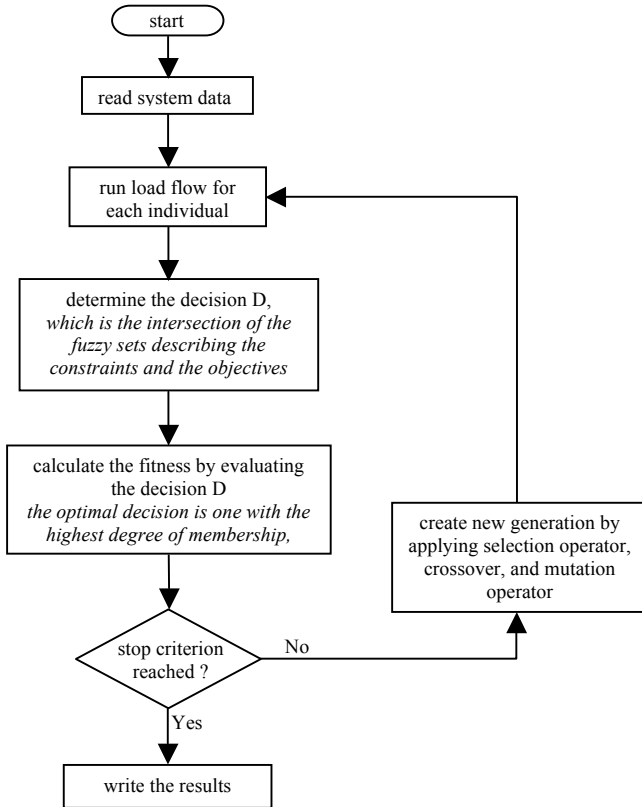 start
read system data
run load flow for
each individual
determine the decision D,
which is the intersection of the
fuzzy sets describing the
constraints and the objectives
calculate the fitness by evaluating
the decision D
the optimal decision is one with the
highest degree of membership,
create new generation by
applying selection operator,
crossover, and mutation
operator
stop criterion
reached ?
No
Yes
write the results